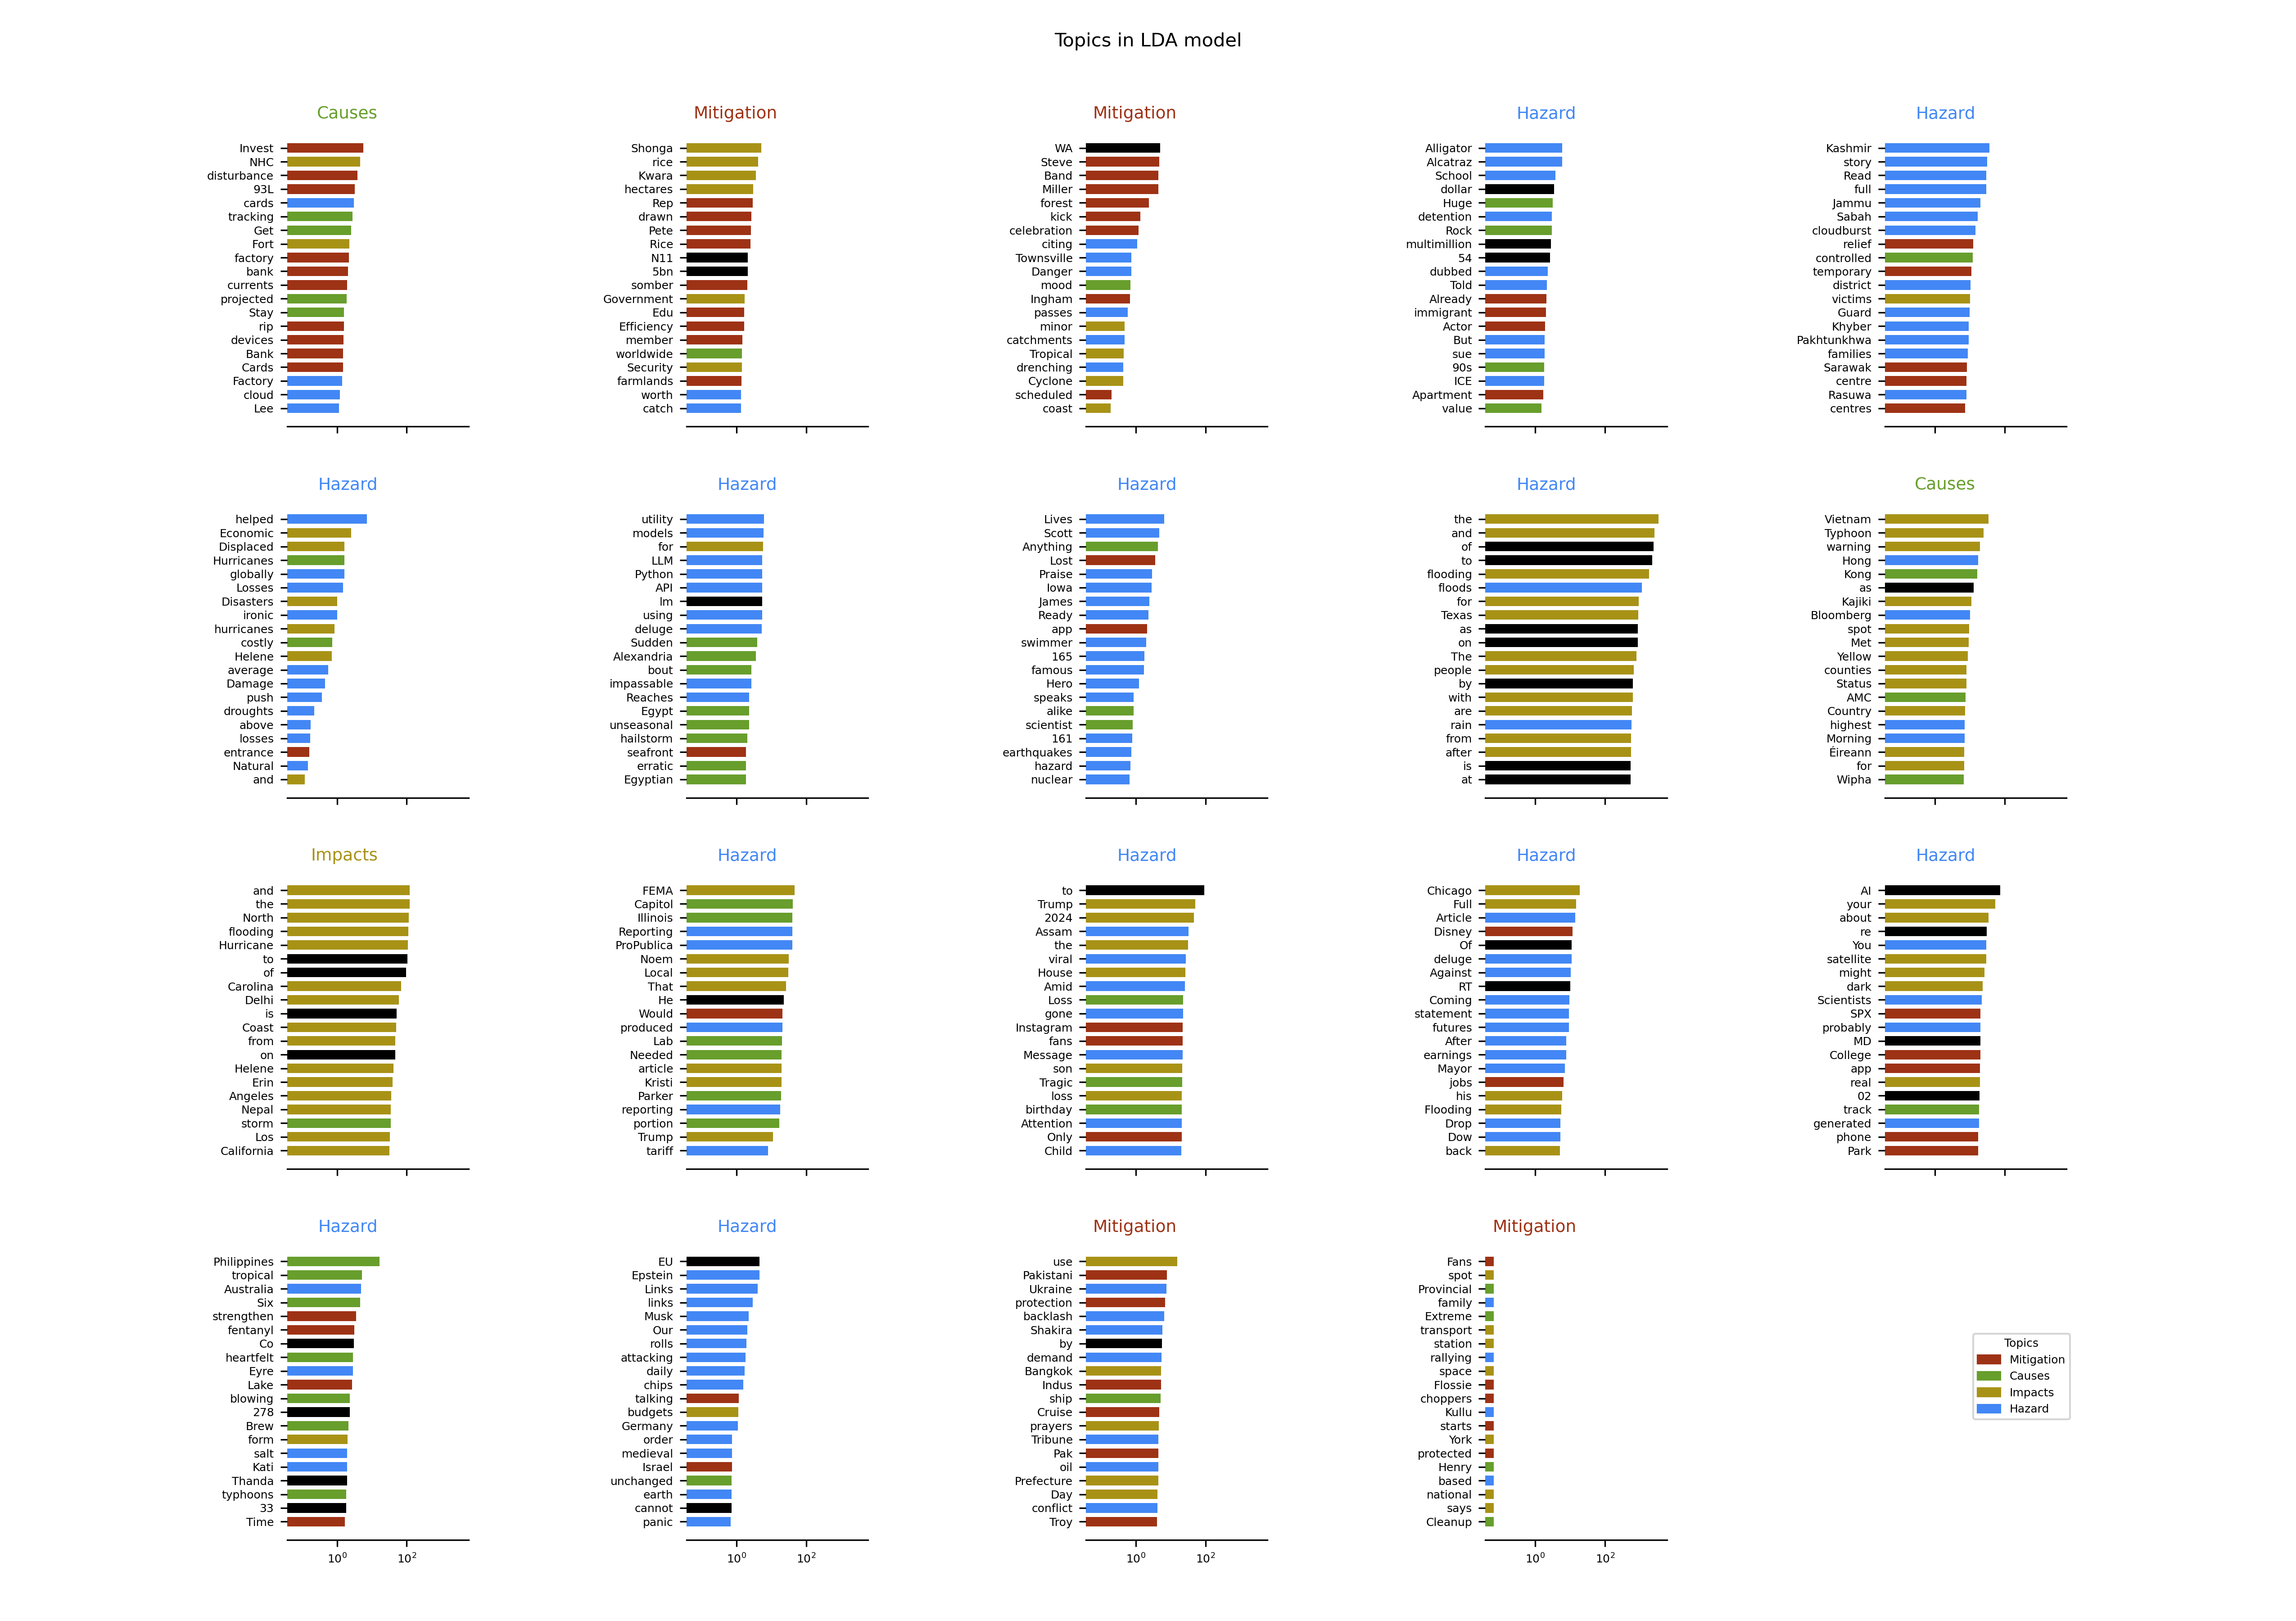 Topics in LDA model
Causes
Invest
NHC
disturbance
93L
cards
tracking
Get
Fort
factory
bank
currents
projected
Stay
rip
devices
Bank
Cards
Factory
cloud
Lee
Mitigation
Shonga
rice
Kwara
hectares
Rep
drawn
Pete
Rice
N11
5bn
somber
Government
Edu
Efficiency
member
worldwide
Security
farmlands
worth
catch
Mitigation
WA
Steve
Band
Miller
forest
kick
celebration
citing
Townsville
Danger
mood
Ingham
passes
minor
catchments
Tropical
drenching
Cyclone
scheduled
coast
Hazard
Alligator
Alcatraz
School
dollar
Huge
detention
Rock
multimillion
54
dubbed
Told
Already
immigrant
Actor
But
sue
90s
ICE
Apartment
value
Hazard
Kashmir
story
Read
full
Jammu
Sabah
cloudburst
relief
controlled
temporary
district
victims
Guard
Khyber
Pakhtunkhwa
families
Sarawak
centre
Rasuwa
centres
Hazard
helped
Economic
Displaced
Hurricanes
globally
Losses
Disasters
ironic
hurricanes
costly
Helene
average
Damage
push
droughts
above
losses
entrance
Natural
and
Hazard
utility
models
for
LLM
Python
API
lm
using
deluge
Sudden
Alexandria
bout
impassable
Reaches
Egypt
unseasonal
hailstorm
seafront
erratic
Egyptian
Hazard
Lives
Scott
Anything
Lost
Praise
Iowa
James
Ready
app
swimmer
165
famous
Hero
speaks
alike
scientist
161
earthquakes
hazard
nuclear
Hazard
the
and
of
to
flooding
floods
for
Texas
as
on
The
people
by
with
are
rain
from
after
is
at
Causes
Vietnam
Typhoon
warning
Hong
Kong
as
Kajiki
Bloomberg
spot
Met
Yellow
counties
Status
AMC
Country
highest
Morning
Éireann
for
Wipha
Impacts
and
the
North
flooding
Hurricane
to
of
Carolina
Delhi
is
Coast
from
on
Helene
Erin
Angeles
Nepal
storm
Los
California
Hazard
FEMA
Capitol
Illinois
Reporting
ProPublica
Noem
Local
That
He
Would
produced
Lab
Needed
article
Kristi
Parker
reporting
portion
Trump
tariff
Hazard
to
Trump
2024
Assam
the
viral
House
Amid
Loss
gone
Instagram
fans
Message
son
Tragic
loss
birthday
Attention
Only
Child
Hazard
Chicago
Full
Article
Disney
Of
deluge
Against
RT
Coming
statement
futures
After
earnings
Mayor
jobs
his
Flooding
Drop
Dow
back
Hazard
AI
your
about
re
You
satellite
might
dark
Scientists
SPX
probably
MD
College
app
real
02
track
generated
phone
Park
Hazard
Philippines
tropical
Australia
Six
strengthen
fentanyl
Co
heartfelt
Eyre
Lake
blowing
278
Brew
form
salt
Kati
Thanda
typhoons
33
Time
10⁰ 10²
Hazard
EU
Epstein
Links
links
Musk
Our
rolls
attacking
daily
chips
talking
budgets
Germany
order
medieval
Israel
unchanged
earth
cannot
panic
10⁰ 10²
Mitigation
use
Pakistani
Ukraine
protection
backlash
Shakira
by
demand
Bangkok
Indus
ship
Cruise
prayers
Tribune
Pak
oil
Prefecture
Day
conflict
Troy
10⁰ 10²
Mitigation
Fans
spot
Provincial
family
Extreme
transport
station
rallying
space
Flossie
choppers
Kullu
starts
York
protected
Henry
based
national
says
Cleanup
10⁰ 10²
Topics
Mitigation
Causes
Impacts
Hazard